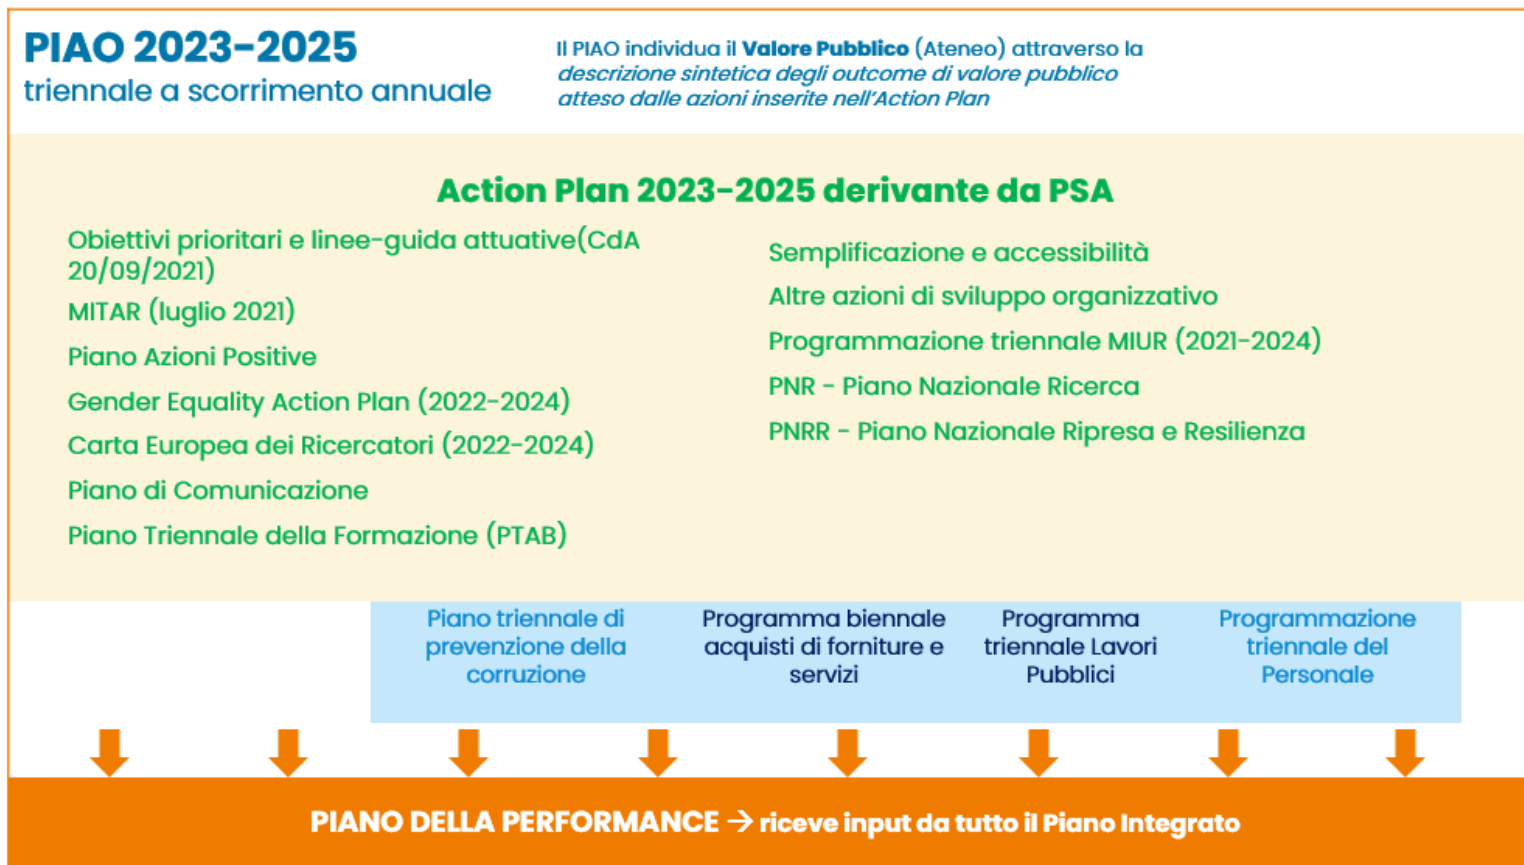 PIAO 2023-2025
triennale a scorrimento annuale
Il PIAO individua il Valore Pubblico (Ateneo) attraverso la
descrizione sintetica degli outcome di valore pubblico
atteso dalle azioni inserite nell'Action Plan
Action Plan 2023-2025 derivante da PSA
Obiettivi prioritari e linee-guida attuative(CdA
20/09/2021)
MITAR (luglio 2021)
Piano Azioni Positive
Gender Equality Action Plan (2022-2024)
Carta Europea dei Ricercatori (2022-2024)
Piano di Comunicazione
Piano Triennale della Formazione (PTAB)
Semplificazione e accessibilità
Altre azioni di sviluppo organizzativo
Programmazione triennale MIUR (2021-2024)
PNR - Piano Nazionale Ricerca
PNRR - Piano Nazionale Ripresa e Resilienza
Piano triennale di
prevenzione della
corruzione
Programma biennale
acquisti di forniture e
servizi
Programma
triennale Lavori
Pubblici
Programmazione
triennale del
Personale
PIANO DELLA PERFORMANCE → riceve input da tutto il Piano Integrato